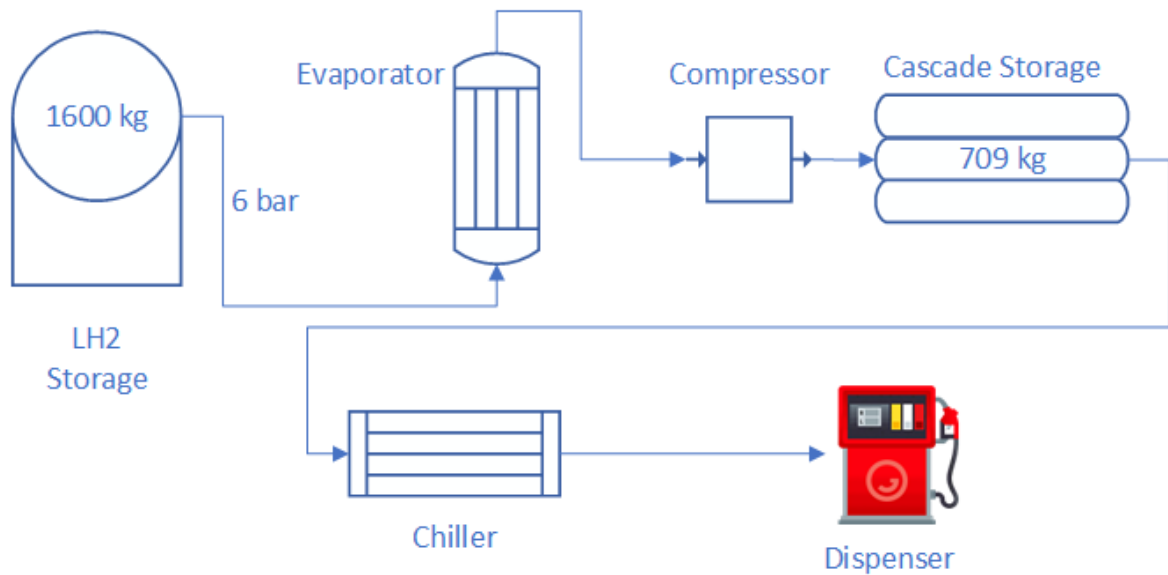 1600 kg
6 bar
LH2
Storage
Evaporator
Compressor
Cascade Storage
709 kg
Chiller
Dispenser